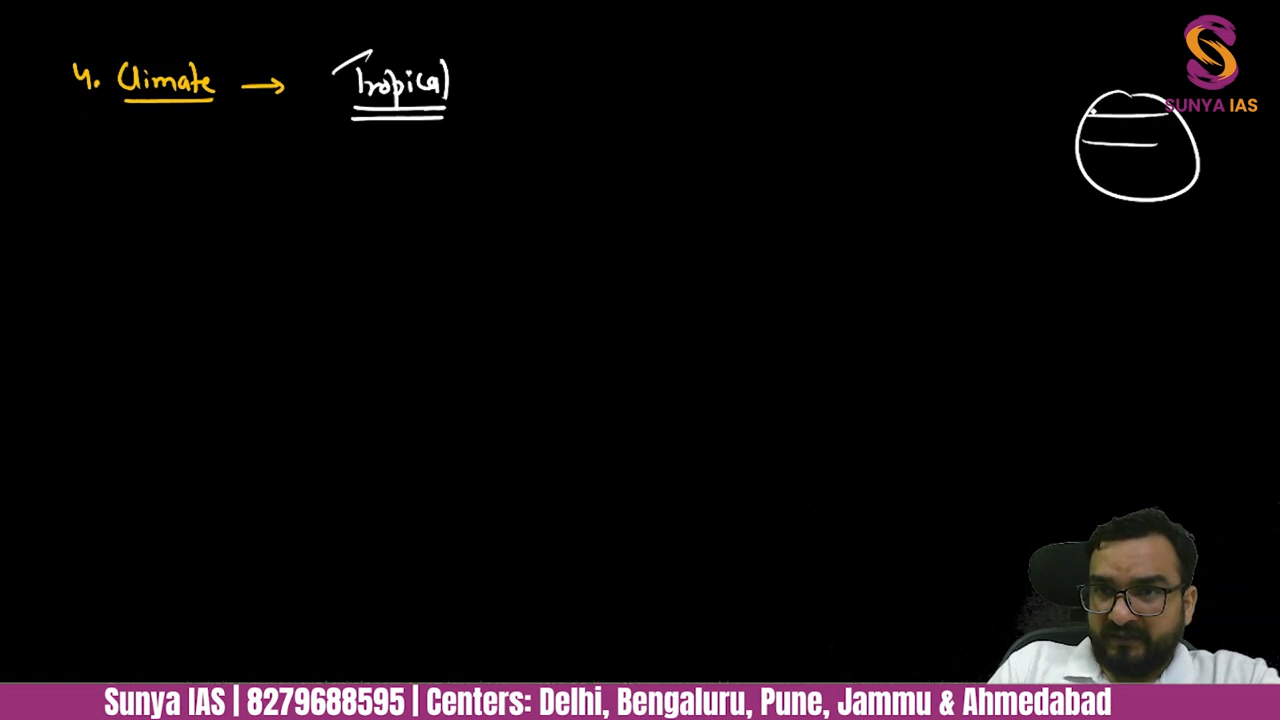 4. Climate → Tropical
SUNYA IAS
Sunya IAS | 8279688595 | Centers: Delhi, Bengaluru, Pune, Jammu & Ahmedabad